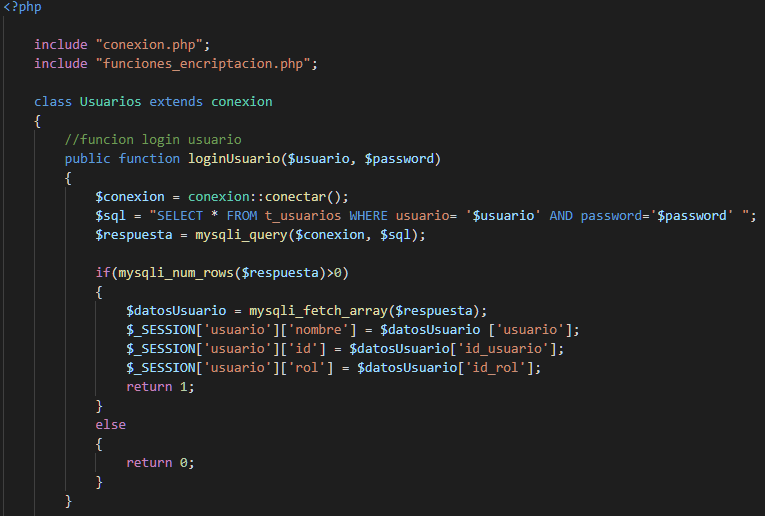 <?php
include "conexion.php";
include "funciones_encriptacion.php";
class Usuarios extends conexion
{
//funcion login usuario
public function loginUsuario($usuario, $password)
{
$conexion = conexion::conectar();
$sql = "SELECT * FROM t_usuarios WHERE usuario= '$usuario' AND password='$password' ";
$respuesta = mysqli_query($conexion, $sql);
if(mysqli_num_rows($respuesta)>0)
{
$datosUsuario = mysqli_fetch_array($respuesta);
$_SESSION['usuario']['nombre'] = $datosUsuario ['usuario'];
$_SESSION['usuario']['id'] = $datosUsuario['id_usuario'];
$_SESSION['usuario']['rol'] = $datosUsuario['id_rol'];
return 1;
}
else
{
return 0;
}
}